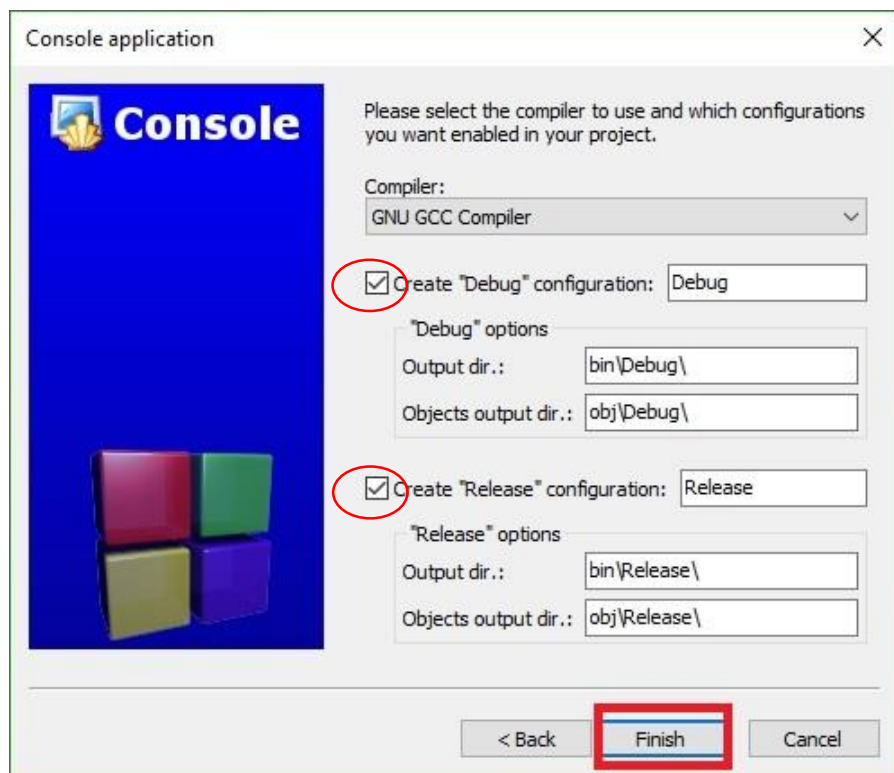 Console application
Console
Please select the compiler to use and which configurations
you want enabled in your project.
Compiler:
GNU GCC Compiler
Create "Debug" configuration: Debug
"Debug" options
Output dir.: bin\Debug\
Objects output dir.: obj\Debug\
Create "Release" configuration: Release
"Release" options
Output dir.: bin\Release\
Objects output dir.: obj\Release\
< Back Finish Cancel